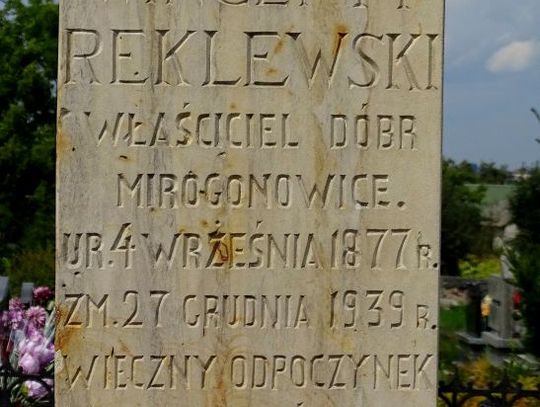 REKLEWSKI
WŁAŚCICIEL DÓBR
MIROGONOWICE.
UR. 4 WRZEŚNIA 1877 R.
ZM. 27 GRUDNIA 1939 R.
WIECZNY ODPOCZYNEK